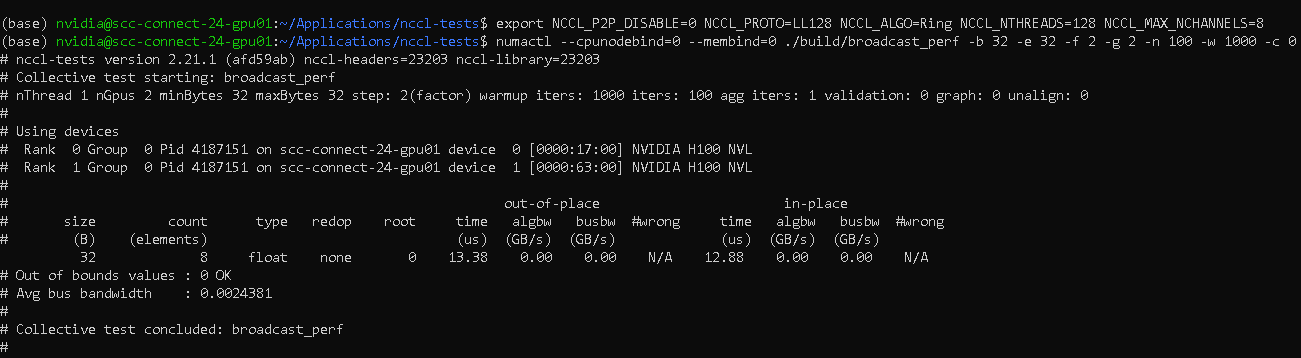 (base) nvidia@scc-connect-24-gpu01:~/Applications/nccl-tests$ export NCCL_P2P_DISABLE=0 NCCL_PROTO=LL128 NCCL_ALGO=Ring NCCL_NTHREADS=128 NCCL_MAX_NCHANNELS=8
(base) nvidia@scc-connect-24-gpu01:~/Applications/nccl-tests$ numactl --cpunodebind=0 --membind=0 ./build/broadcast_perf -b 32 -e 32 -f 2 -g 2 -n 100 -w 1000 -c 0
# nccl-tests version 2.21.1 (afd59ab) nccl-headers=23203 nccl-library=23203
# Collective test starting: broadcast_perf
# nThread 1 nGpus 2 minBytes 32 maxBytes 32 step: 2(factor) warmup iters: 1000 iters: 100 agg iters: 1 validation: 0 graph: 0 unalign: 0
#
# Using devices
#  Rank  0 Group  0 Pid 4187151 on scc-connect-24-gpu01 device  0 [0000:17:00] NVIDIA H100 NVL
#  Rank  1 Group  0 Pid 4187151 on scc-connect-24-gpu01 device  1 [0000:63:00] NVIDIA H100 NVL
#
#                                                              out-of-place                       in-place
#       size         count      type   redop    root     time   algbw   busbw  #wrong     time   algbw   busbw  #wrong
#        (B)    (elements)                               (us)  (GB/s)  (GB/s)             (us)  (GB/s)  (GB/s)
          32             8     float    none       0    13.38    0.00    0.00     N/A    12.88    0.00    0.00     N/A
# Out of bounds values : 0 OK
# Avg bus bandwidth    : 0.0024381
#
# Collective test concluded: broadcast_perf
#